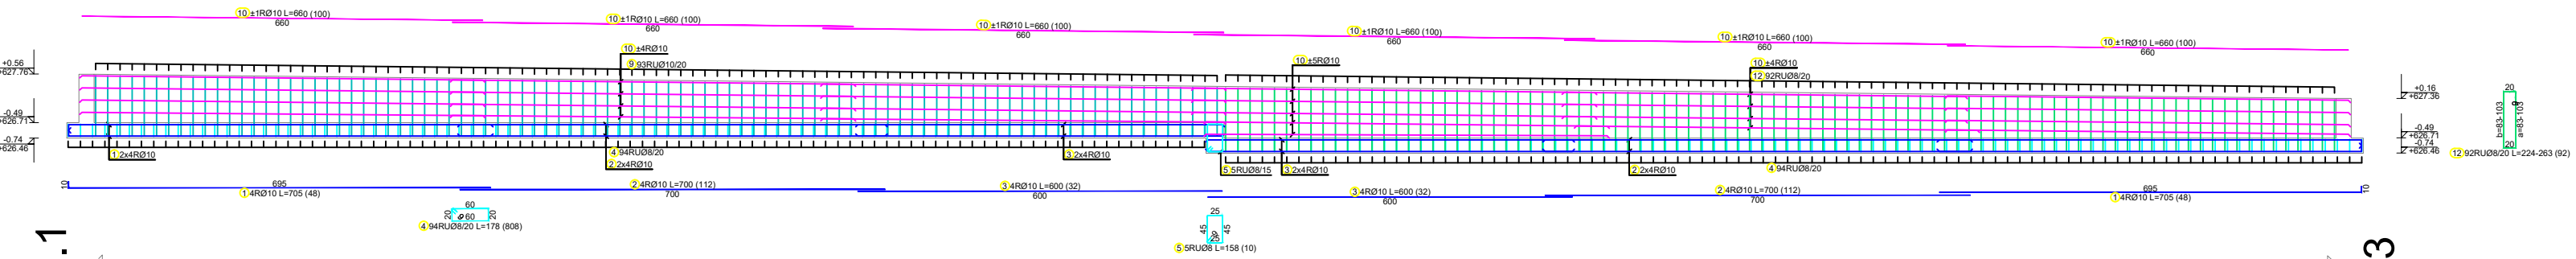 10 ±1RØ10 L=660 (100)
660
10 ±1RØ10 L=660 (100)
660
10 ±1RØ10 L=660 (100)
660
10 ±1RØ10 L=660 (100)
660
10 ±1RØ10 L=660 (100)
660
10 ±1RØ10 L=660 (100)
660
10 ±4RØ10
9 93RUØ10/20
10 ±5RØ10
10 ±4RØ10
12 92RUØ8/20
+0.56
+627.76
-0.49
+626.71
-0.74
+626.46
+0.16
+627.36
-0.49
+626.71
-0.74
+626.46
20
b=83-103
a=83-103
9
20
12 92RUØ8/20 L=224-263 (92)
1 2x4RØ10
4 94RUØ8/20
2 2x4RØ10
3 2x4RØ10
5 5RUØ8/15
3 2x4RØ10
2 2x4RØ10
4 94RUØ8/20
10
695
1 4RØ10 L=705 (48)
2 4RØ10 L=700 (112)
700
3 4RØ10 L=600 (32)
600
3 4RØ10 L=600 (32)
600
2 4RØ10 L=700 (112)
700
695
1 4RØ10 L=705 (48)
10
60
20
60
20
4 94RUØ8/20 L=178 (808)
25
45
45
25
5 5RUØ8 L=158 (10)
.1
3